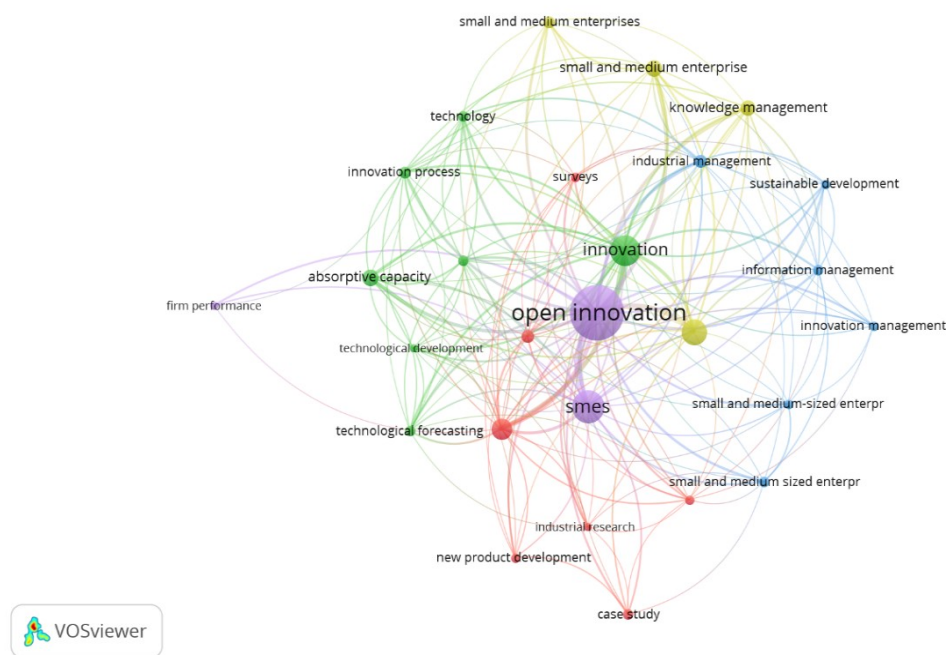 small and medium enterprises
small and medium enterprise
knowledge management
technology
industrial management
innovation process
surveys
sustainable development
innovation
absorptive capacity
information management
firm performance
open innovation
innovation management
technological development
small and medium-sized enterpr
smes
technological forecasting
small and medium sized enterpr
industrial research
new product development
case study
VOSviewer